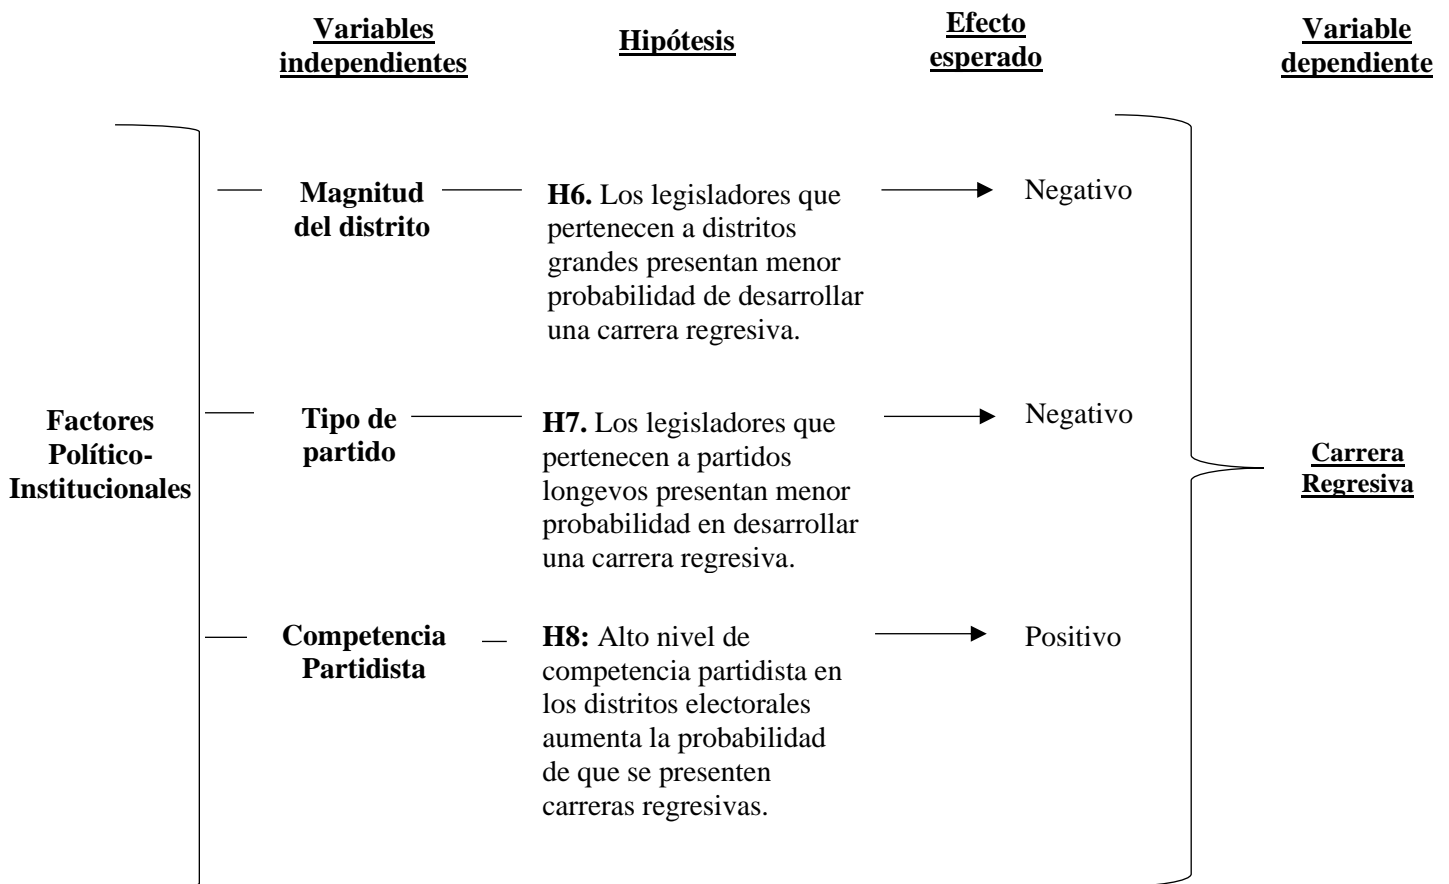 Variables
independientes
Hipótesis
Efecto
esperado
Variable
dependiente
Factores
Político-
Institucionales
Magnitud
del distrito
H6. Los legisladores que
pertenecen a distritos
grandes presentan menor
probabilidad de desarrollar
una carrera regresiva.
Negativo
Tipo de
partido
H7. Los legisladores que
pertenecen a partidos
longevos presentan menor
probabilidad en desarrollar
una carrera regresiva.
Negativo
Competencia
Partidista
H8: Alto nivel de
competencia partidista en
los distritos electorales
aumenta la probabilidad
de que se presenten
carreras regresivas.
Positivo
Carrera
Regresiva